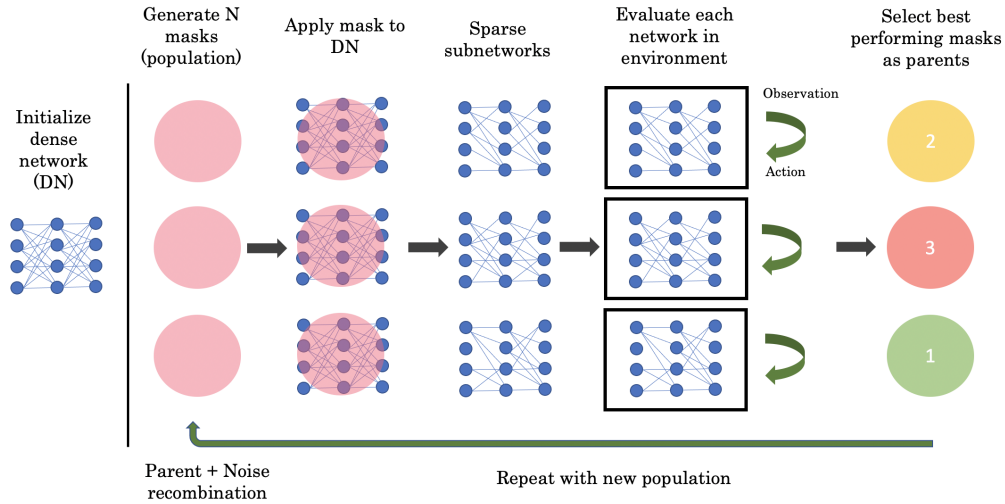 Generate N
masks
(population)
Apply mask to
DN
Sparse
subnetworks
Evaluate each
network in
environment
Select best
performing masks
as parents
Initialize
dense
network
(DN)
Observation
Action
2
3
1
Parent + Noise
recombination
Repeat with new population